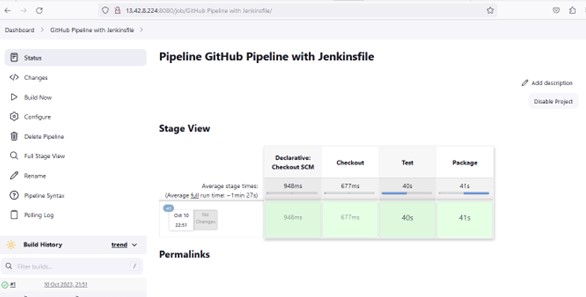 13.42.8.224:8080/job/GitHub Pipeline with Jenkinsfile/
Dashboard > GitHub Pipeline with Jenkinsfile >
Status
Changes
Build Now
Configure
Delete Pipeline
Full Stage View
Rename
Pipeline Syntax
Polling Log
Build History trend
Filter builds... /
#1 10 Oct 2023, 21:51
Pipeline GitHub Pipeline with Jenkinsfile
Add description
Disable Project
Stage View
Declarative: Checkout SCM
Checkout
Test
Package
Average stage times:
(Average full run time: ~1min 27s)
948ms 677ms 40s 41s
#1
Oct 10
22:51
No Changes
948ms 677ms 40s 41s
Permalinks